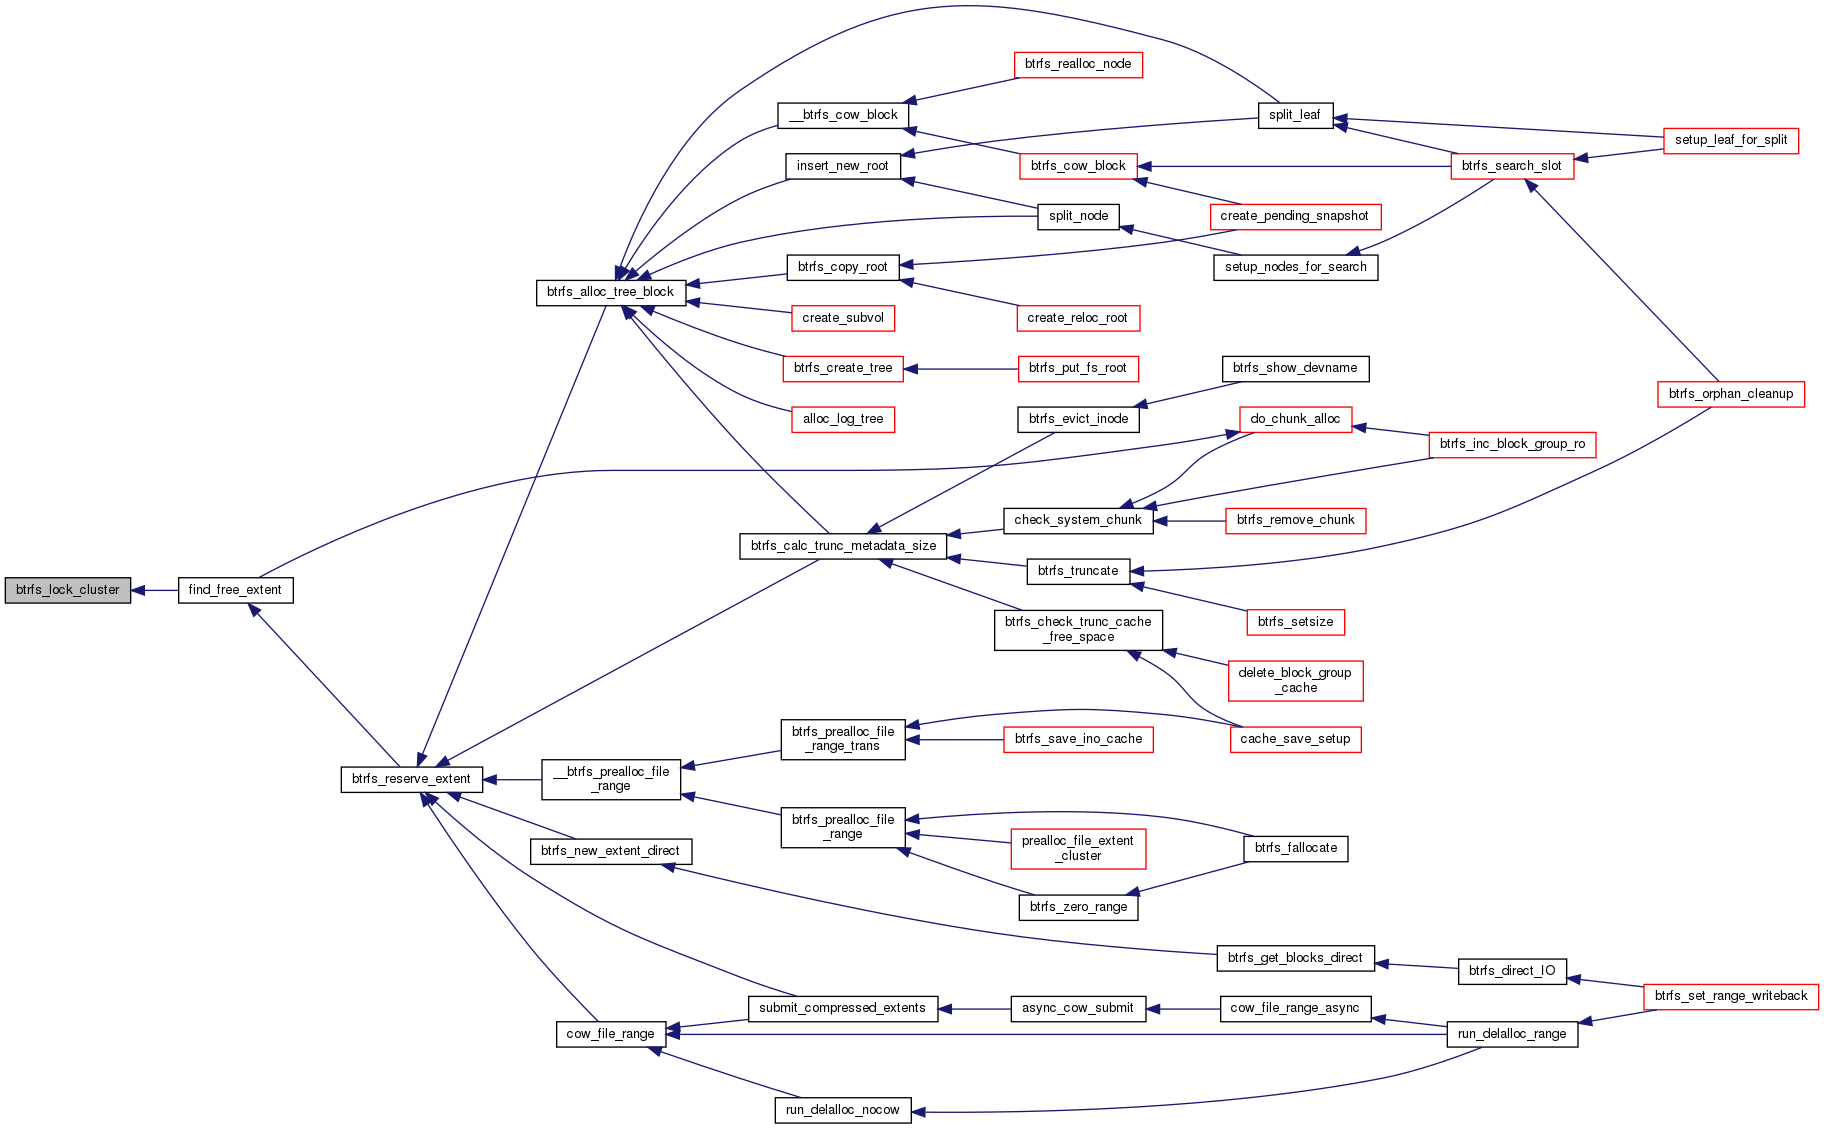 btrfs_realloc_node
__btrfs_cow_block
split_leaf
setup_leaf_for_split
insert_new_root
btrfs_cow_block
btrfs_search_slot
split_node
create_pending_snapshot
btrfs_copy_root
setup_nodes_for_search
btrfs_alloc_tree_block
create_subvol
create_reloc_root
btrfs_create_tree
btrfs_put_fs_root
btrfs_show_devname
btrfs_orphan_cleanup
alloc_log_tree
btrfs_evict_inode
do_chunk_alloc
btrfs_inc_block_group_ro
check_system_chunk
btrfs_remove_chunk
btrfs_calc_trunc_metadata_size
btrfs_truncate
btrfs_lock_cluster
find_free_extent
btrfs_setsize
btrfs_check_trunc_cache
_free_space
delete_block_group
_cache
btrfs_prealloc_file
_range_trans
btrfs_save_ino_cache
cache_save_setup
btrfs_reserve_extent
__btrfs_prealloc_file
_range
btrfs_prealloc_file
_range
prealloc_file_extent
_cluster
btrfs_fallocate
btrfs_new_extent_direct
btrfs_zero_range
btrfs_get_blocks_direct
btrfs_direct_IO
btrfs_set_range_writeback
submit_compressed_extents
async_cow_submit
cow_file_range_async
cow_file_range
run_delalloc_range
run_delalloc_nocow